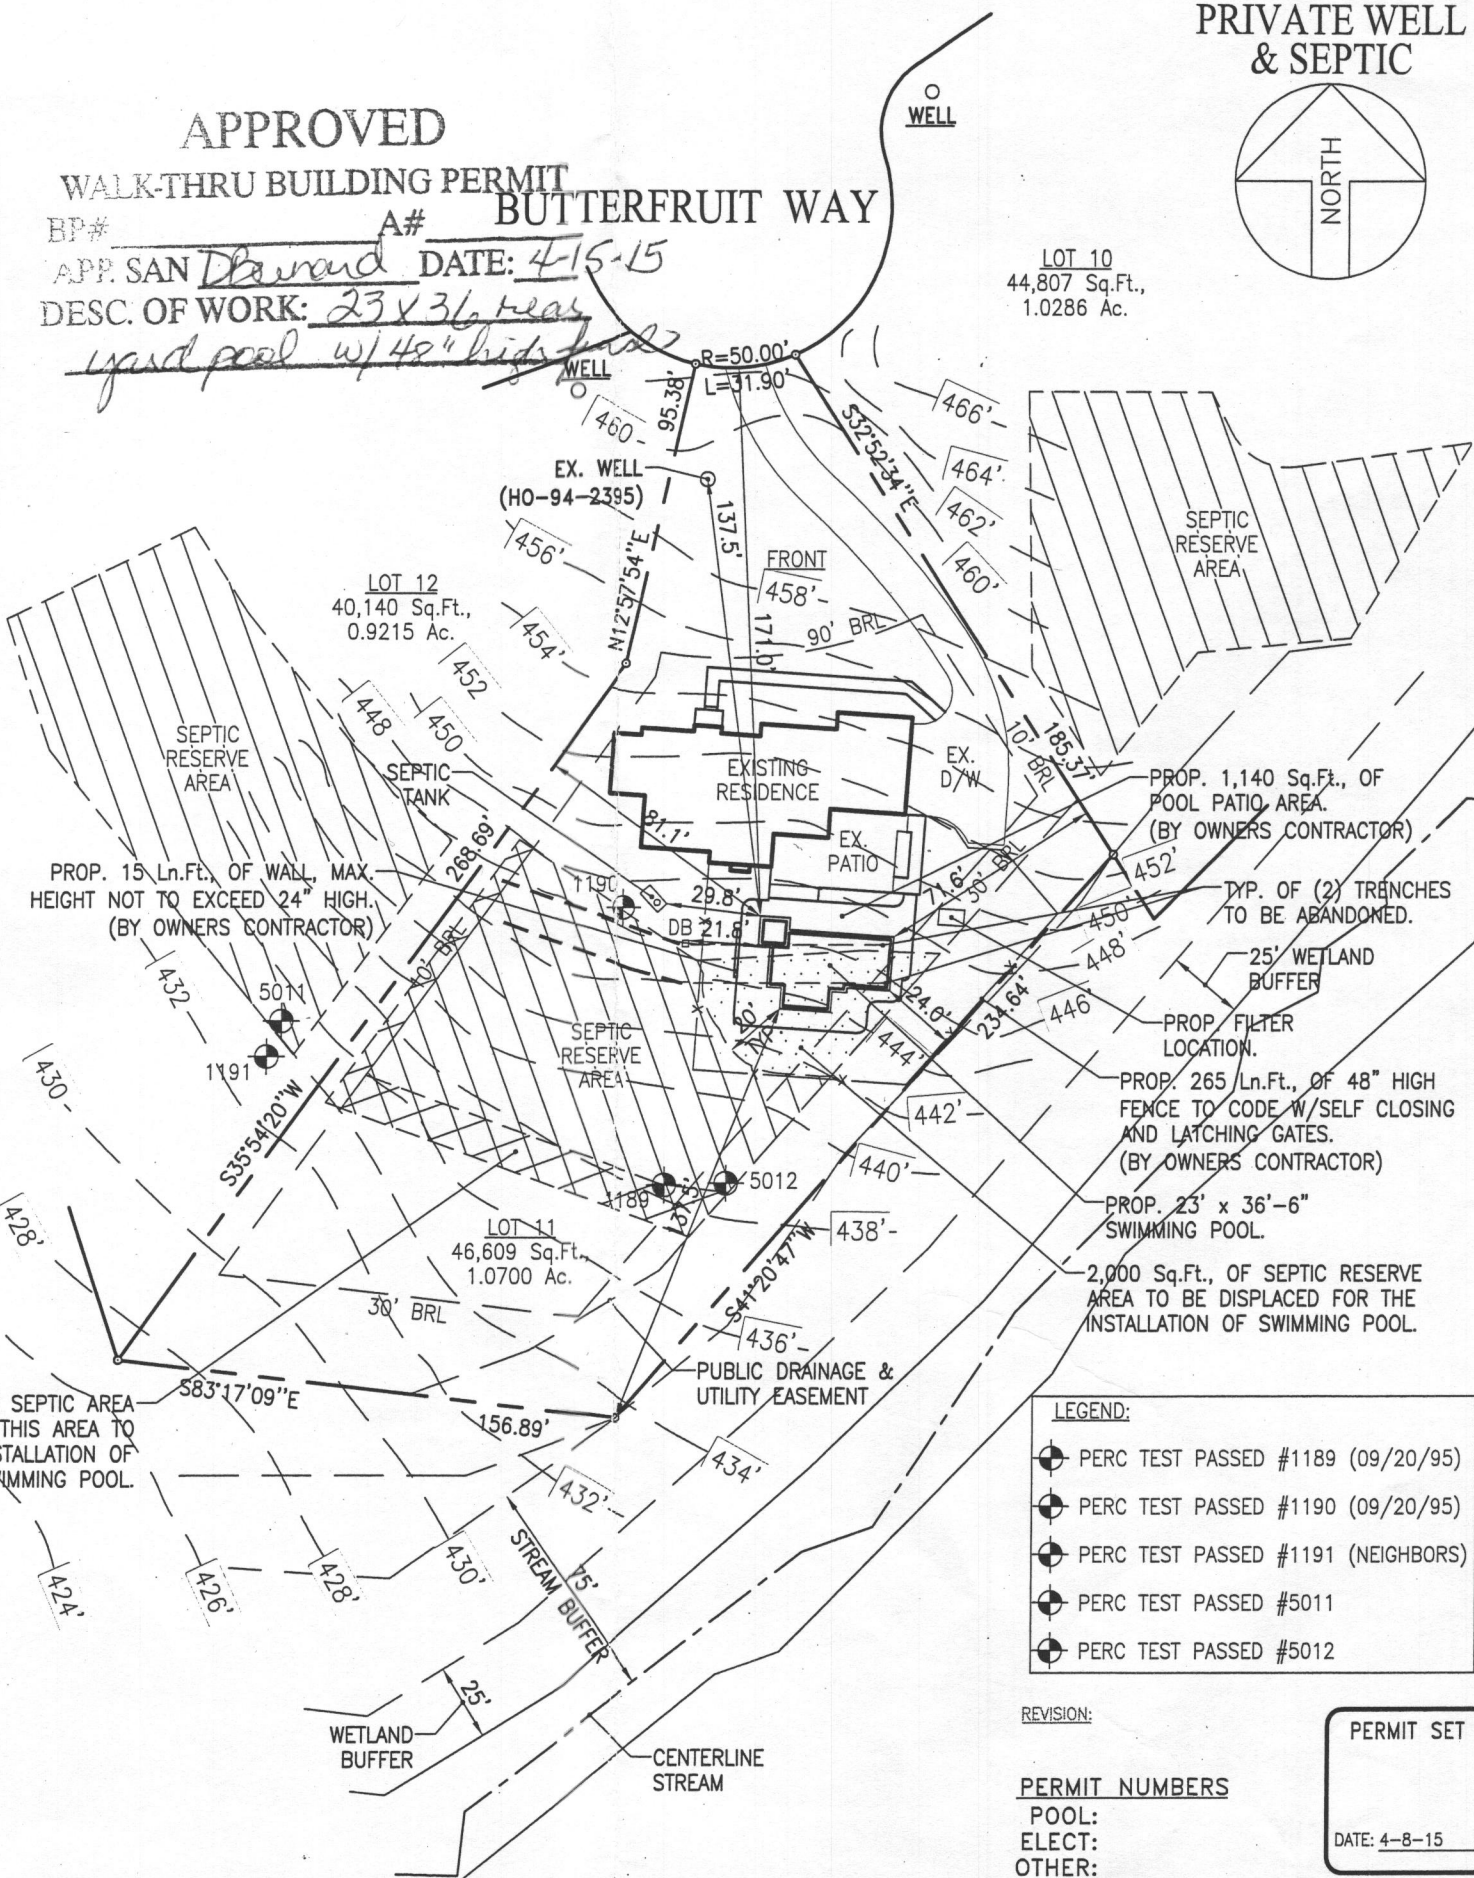 PRIVATE WELL
& SEPTIC
NORTH
APPROVED
WALK-THRU BUILDING PERMIT
BP# A#
APP. SAN DATE: 4-15-15
DESC. OF WORK: 23 x 36 rear
yard pool w/ 48" high
BUTTERFRUIT WAY
WELL
LOT 10
44,807 Sq.Ft.,
1.0286 Ac.
WELL
R=50.00'
L=31.90'
95.38'
460-
466'-
464'-
462'
460'
S32°52'34"E
EX. WELL
(HO-94-2395)
137.5'
456'
N12°57'54"E
FRONT
458'-
90' BRL
171.0'
SEPTIC
RESERVE
AREA
LOT 12
40,140 Sq.Ft.,
0.9215 Ac.
454'
452
450
448
SEPTIC
RESERVE
AREA
SEPTIC
TANK
EXISTING
RESIDENCE
EX.
D/W
10' BRL
185.37'
EX.
PATIO
81.1'
PROP. 1,140 Sq.Ft., OF
POOL PATIO AREA.
(BY OWNERS CONTRACTOR)
PROP. 15 Ln.Ft., OF WALL, MAX.
HEIGHT NOT TO EXCEED 24" HIGH.
(BY OWNERS CONTRACTOR)
268.69'
1190
29.8'
DB 21.8'
71.6'
30' BRL
452'
TYP. OF (2) TRENCHES
TO BE ABANDONED.
450'
448'
446'
25' WETLAND
BUFFER
10' BRL
432
5011
1191
430-
SEPTIC
RESERVE
AREA
20'
TYP.
24.0'
234.64'
444'
PROP. FILTER
LOCATION.
PROP. 265 Ln.Ft., OF 48" HIGH
FENCE TO CODE W/SELF CLOSING
AND LATCHING GATES.
(BY OWNERS CONTRACTOR)
442'-
440'-
S35°54'20"W
1189
5012
137.5'
438'-
PROP. 23' x 36'-6"
SWIMMING POOL.
428'
LOT 11
46,609 Sq.Ft.,
1.0700 Ac.
30' BRL
S41°20'47"W
436'-
2,000 Sq.Ft., OF SEPTIC RESERVE
AREA TO BE DISPLACED FOR THE
INSTALLATION OF SWIMMING POOL.
PUBLIC DRAINAGE &
UTILITY EASEMENT
S83°17'09"E
156.89'
SEPTIC AREA
THIS AREA TO
STALLATION OF
IMMING POOL.
434'
432'-
430'
428'
426'
424'
STREAM BUFFER
75'
25'
WETLAND
BUFFER
CENTERLINE
STREAM
LEGEND:
PERC TEST PASSED #1189 (09/20/95)
PERC TEST PASSED #1190 (09/20/95)
PERC TEST PASSED #1191 (NEIGHBORS)
PERC TEST PASSED #5011
PERC TEST PASSED #5012
REVISION:
PERMIT SET
DATE: 4-8-15
PERMIT NUMBERS
POOL:
ELECT:
OTHER: